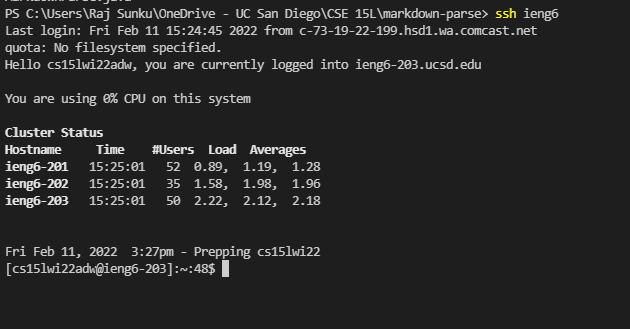 PS C:\Users\Raj Sunku\OneDrive - UC San Diego\CSE 15L\markdown-parse> ssh ieng6
Last login: Fri Feb 11 15:24:45 2022 from c-73-19-22-199.hsd1.wa.comcast.net
quota: No filesystem specified.
Hello cs15lwi22adw, you are currently logged into ieng6-203.ucsd.edu
You are using 0% CPU on this system
Cluster Status
Hostname Time #Users Load Averages
ieng6-201 15:25:01 52 0.89, 1.19, 1.28
ieng6-202 15:25:01 35 1.58, 1.98, 1.96
ieng6-203 15:25:01 50 2.22, 2.12, 2.18
Fri Feb 11, 2022 3:27pm - Prepping cs15lwi22
[cs15lwi22adw@ieng6-203]:~:48$